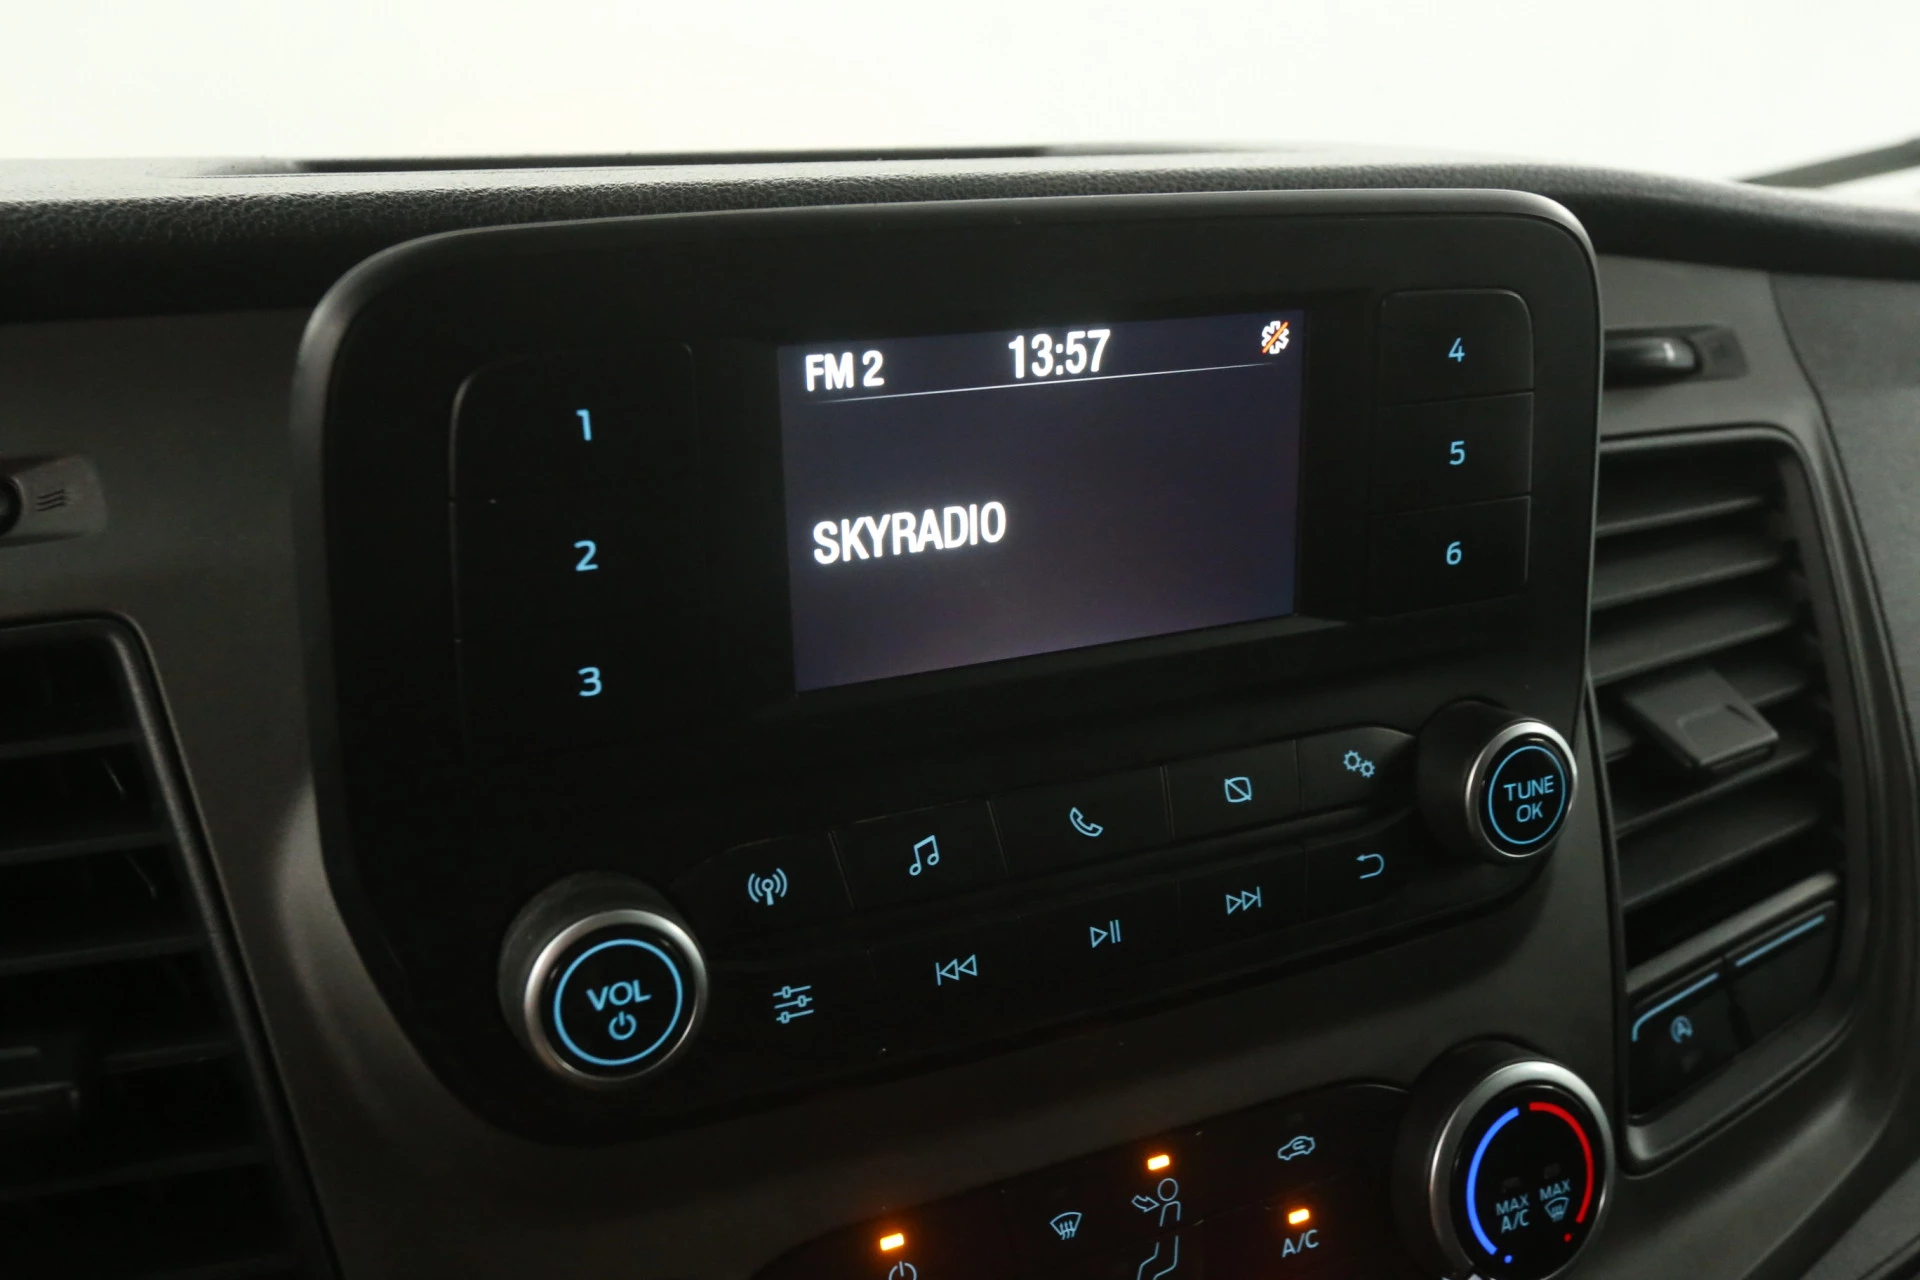 FM 2 13:57
SKYRADIO
1
2
3
4
5
6
TUNE
OK
VOL
A
A/C
MAX
A/C
MAX